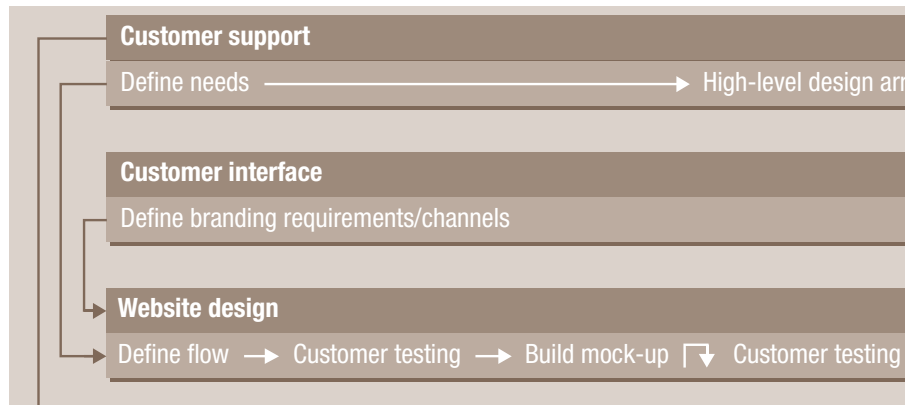 Customer support
Define needs High-level design arr
Customer interface
Define branding requirements/channels
Website design
Define flow Customer testing Build mock-up Customer testing